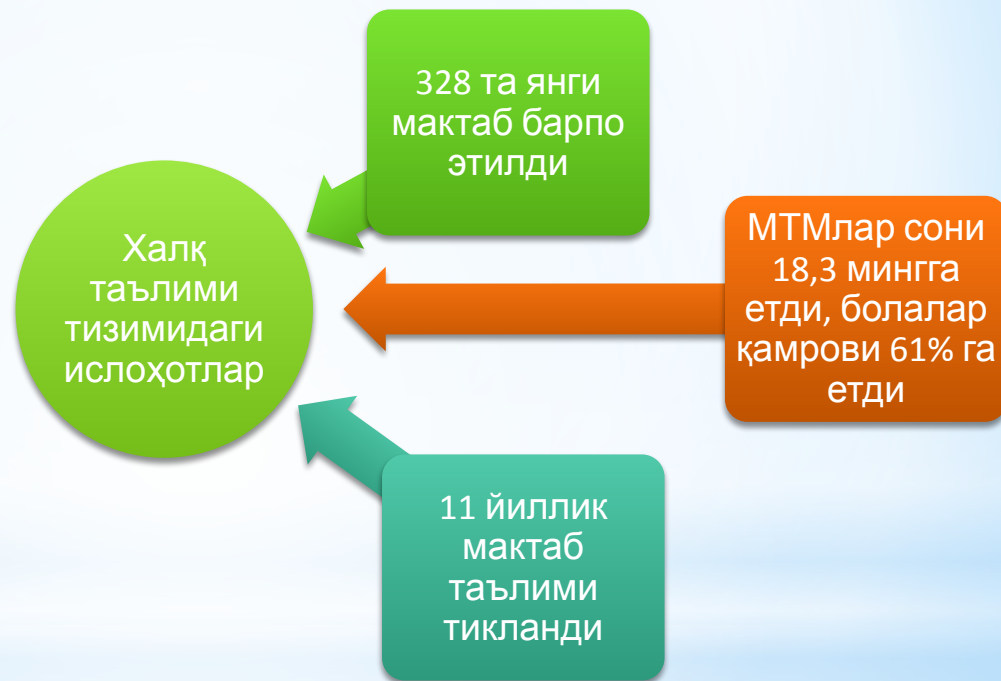 328 та янги
мактаб барпо
этилди
Халқ
таълими
тизимидаги
ислоҳотлар
МТМлар сони
18,3 мингга
етди, болалар
қамрови 61% га
етди
11 йиллик
мактаб
таълими
тикланди